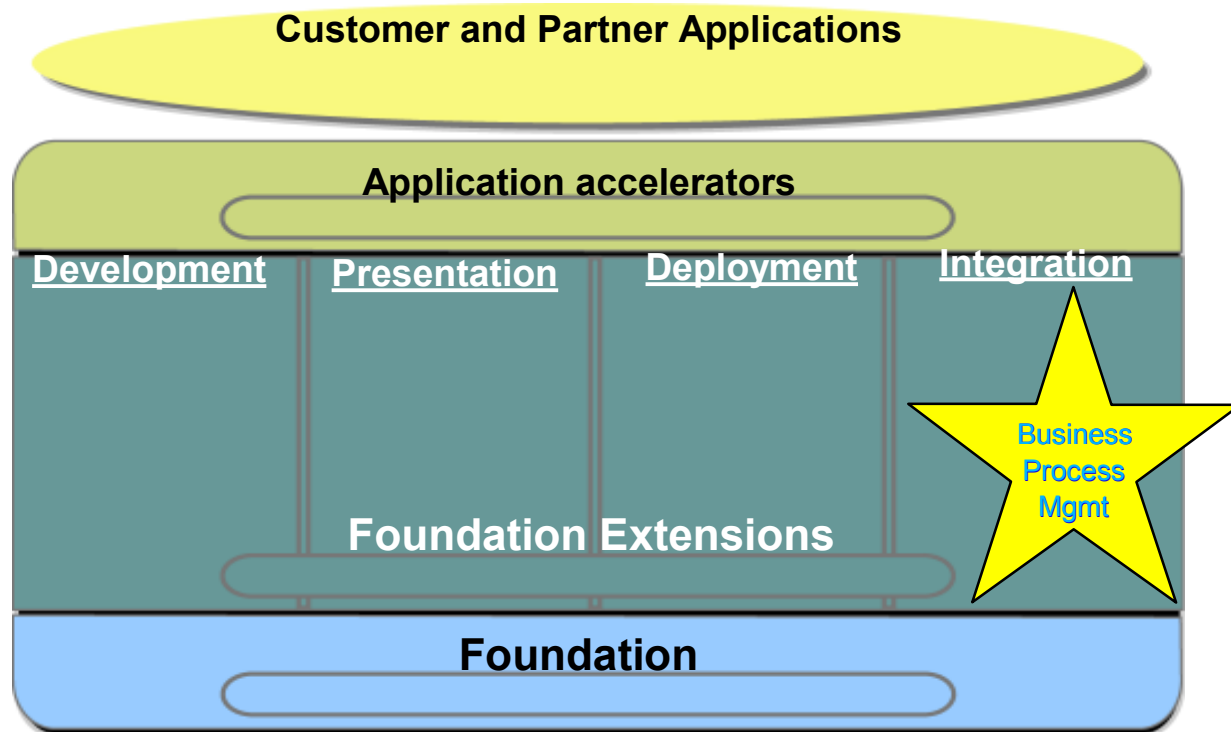 Customer and Partner Applications
Application accelerators
Development
Presentation
Deployment
Integration
Business
Process
Mgmt
Foundation Extensions
Foundation